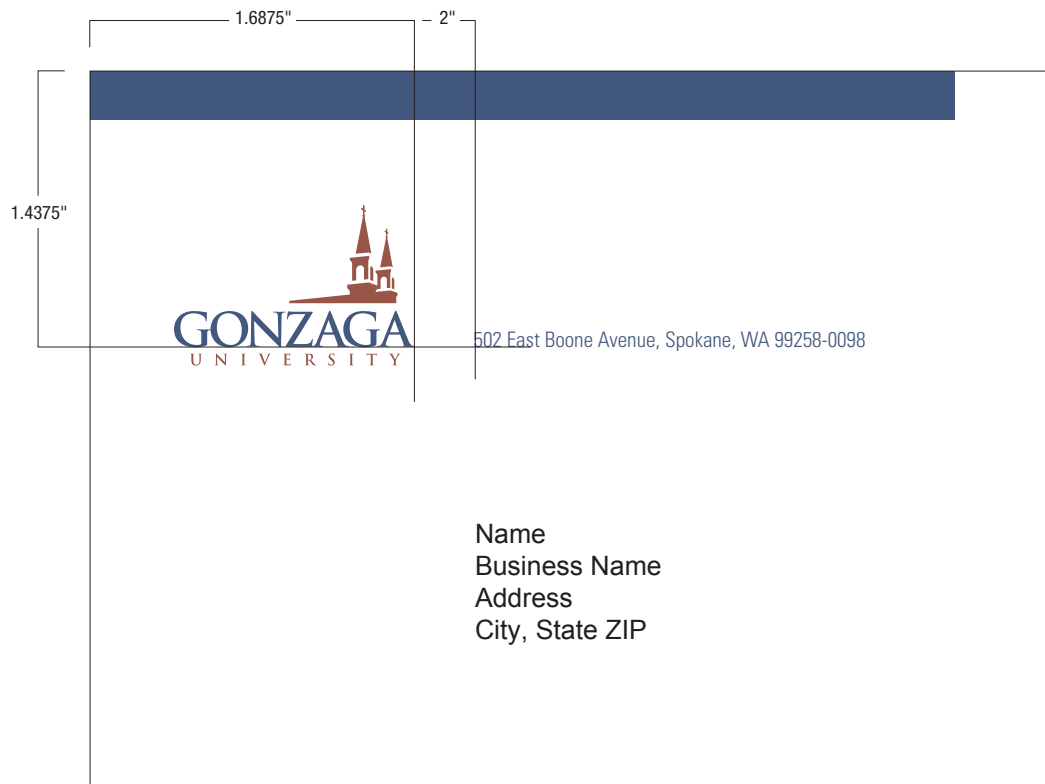 1.6875"
2"
1.4375"
GONZAGA
UNIVERSITY
502 East Boone Avenue, Spokane, WA 99258-0098
Name
Business Name
Address
City, State ZIP